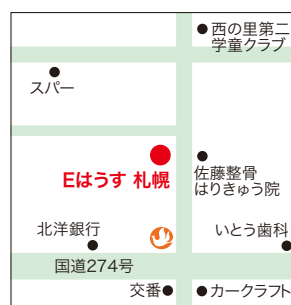 西の里第二
学童クラブ
スパー
Eはうす 札幌
佐藤整骨
はりきゅう院
北洋銀行
いとう歯科
国道274号
交番
カークラフト